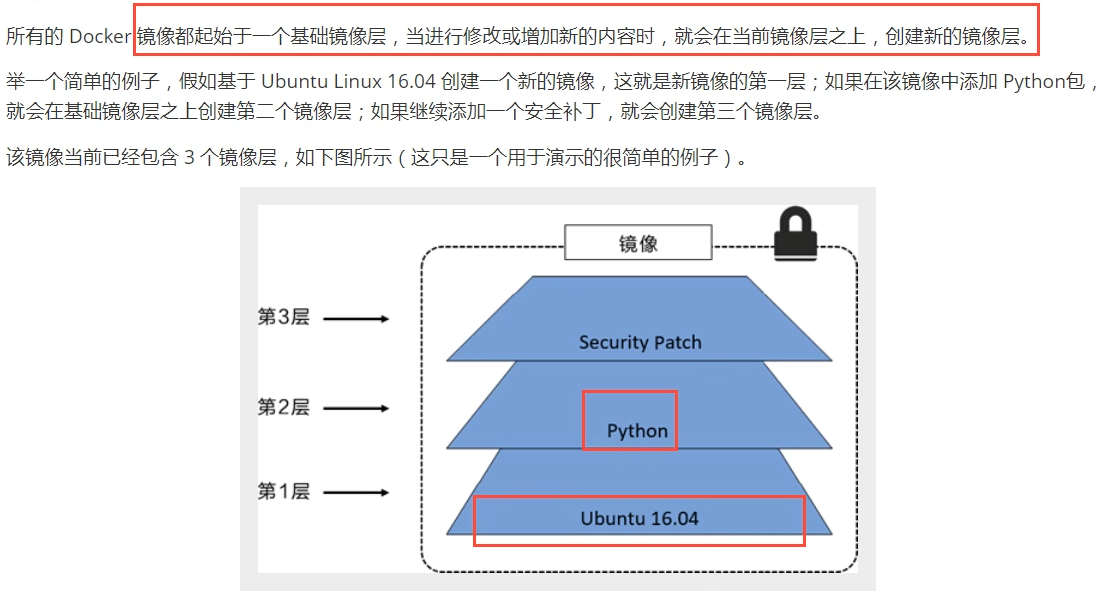 所有的 Docker 镜像都起始于一个基础镜像层，当进行修改或增加新的内容时，就会在当前镜像层之上，创建新的镜像层。
举一个简单的例子，假如基于 Ubuntu Linux 16.04 创建一个新的镜像，这就是新镜像的第一层；如果在该镜像中添加 Python包，
就会在基础镜像层之上创建第二个镜像层；如果继续添加一个安全补丁，就会创建第三个镜像层。
该镜像当前已经包含 3 个镜像层，如下图所示（这只是一个用于演示的很简单的例子）。
镜像
第3层
Security Patch
第2层
Python
第1层
Ubuntu 16.04